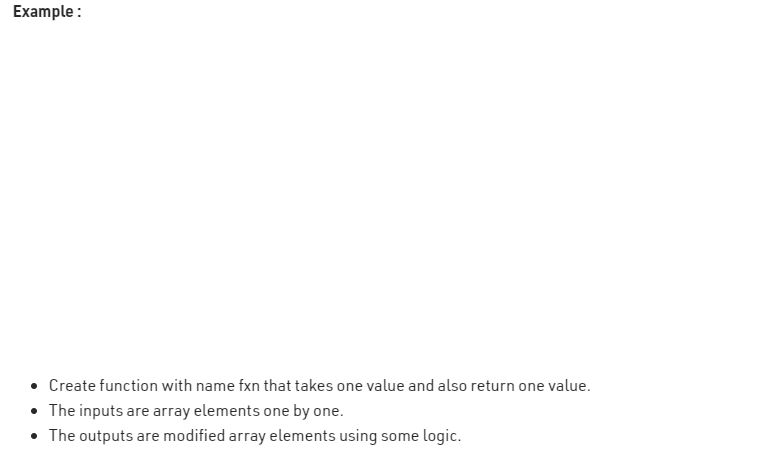 Example :
• Create function with name fxn that takes one value and also return one value.
• The inputs are array elements one by one.
• The outputs are modified array elements using some logic.